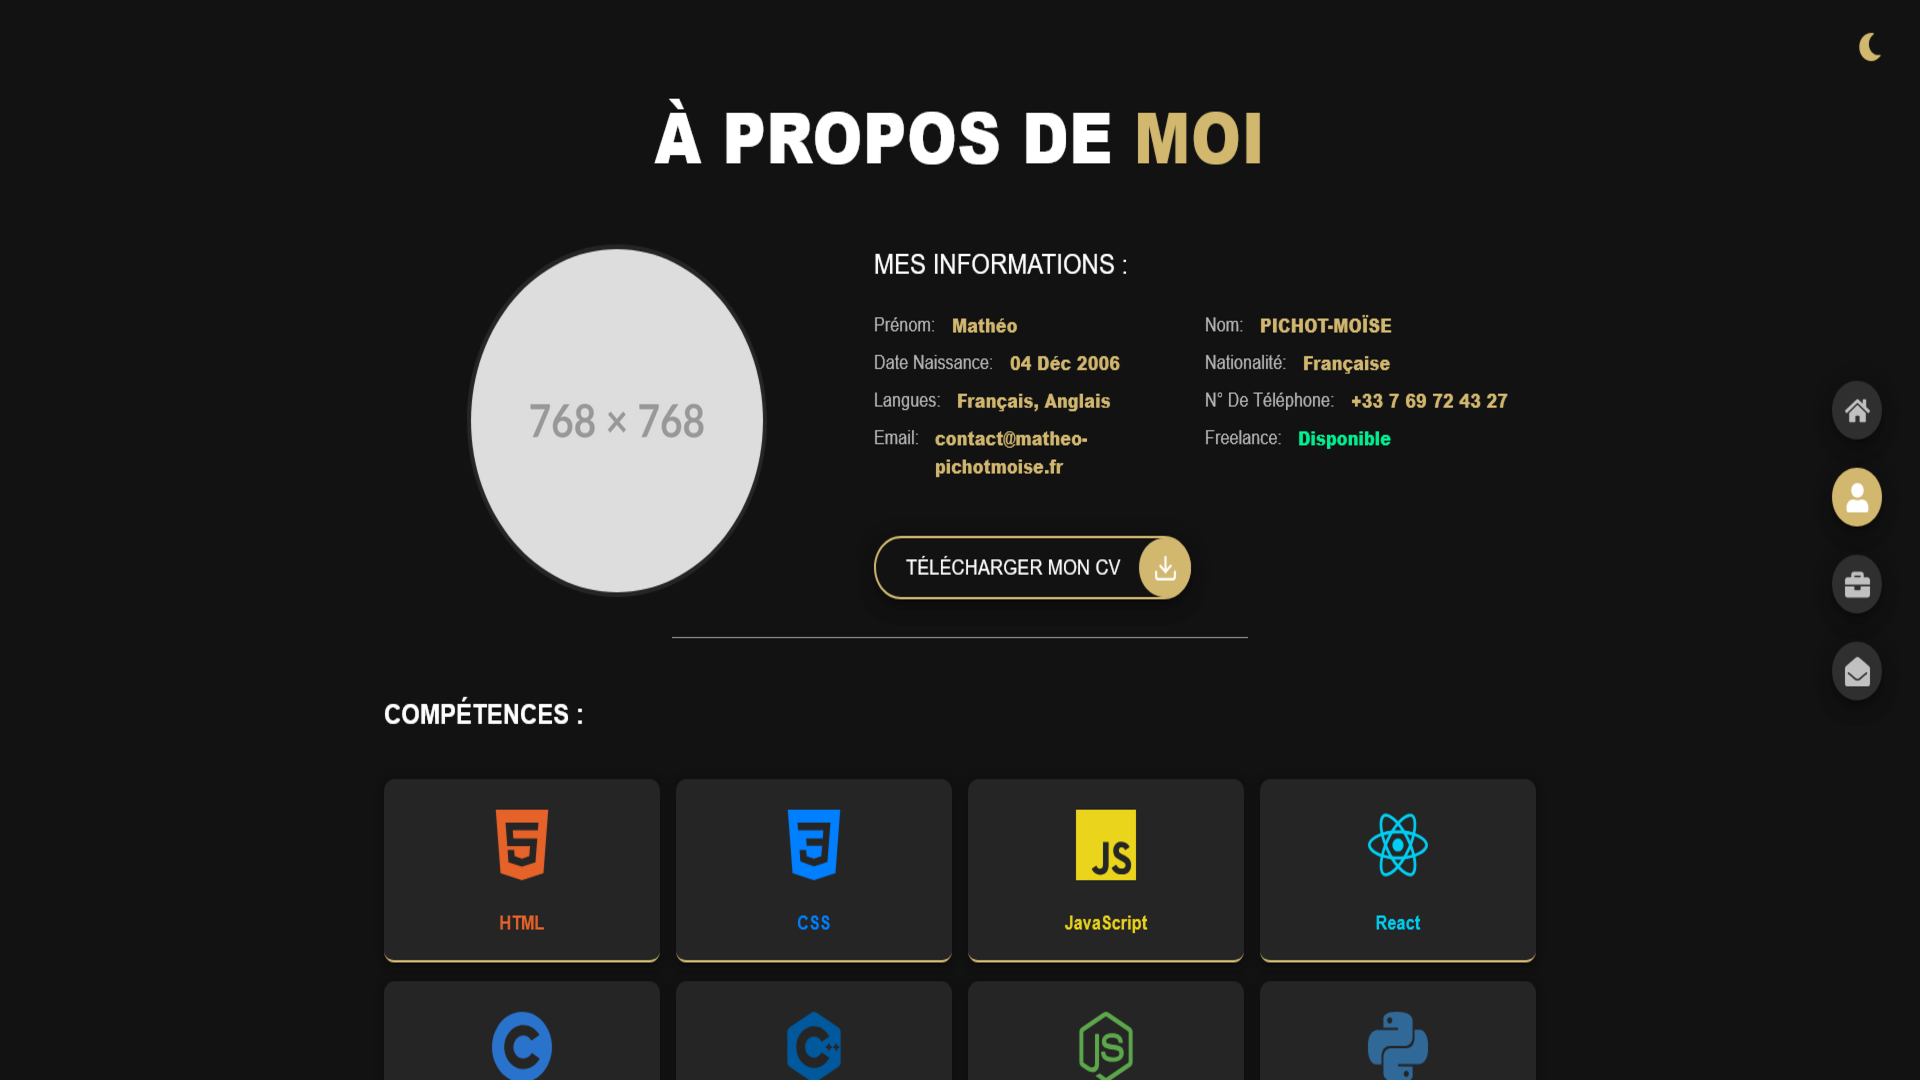 À PROPOS DE MOI
768 × 768
MES INFORMATIONS :
Prénom: Mathéo
Nom: PICHOT-MOÏSE
Date Naissance: 04 Déc 2006
Nationalité: Française
Langues: Français, Anglais
N° De Téléphone: +33 7 69 72 43 27
Email: contact@matheo-
pichotmoise.fr
Freelance: Disponible
TÉLÉCHARGER MON CV
COMPÉTENCES :
5
3
JS
HTML
CSS
JavaScript
React
C
C++
JS